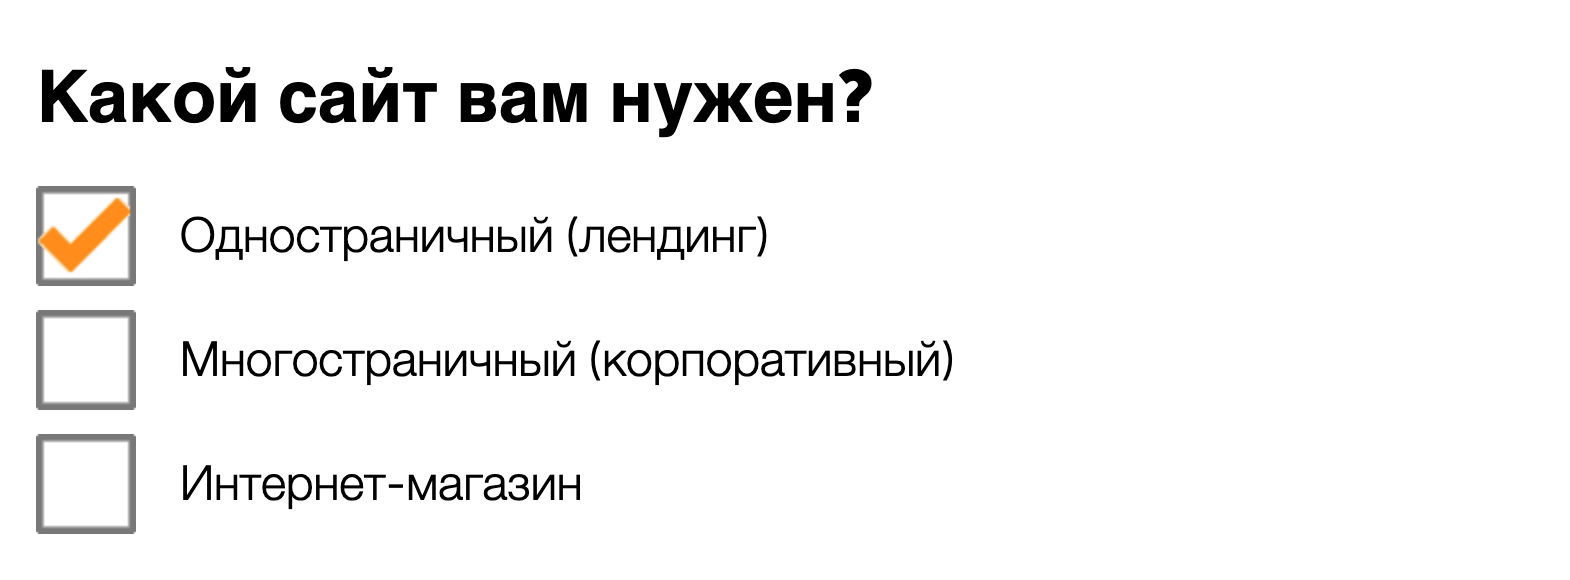 Какой сайт вам нужен?
Одностраничный (лендинг)
Многостраничный (корпоративный)
Интернет-магазин